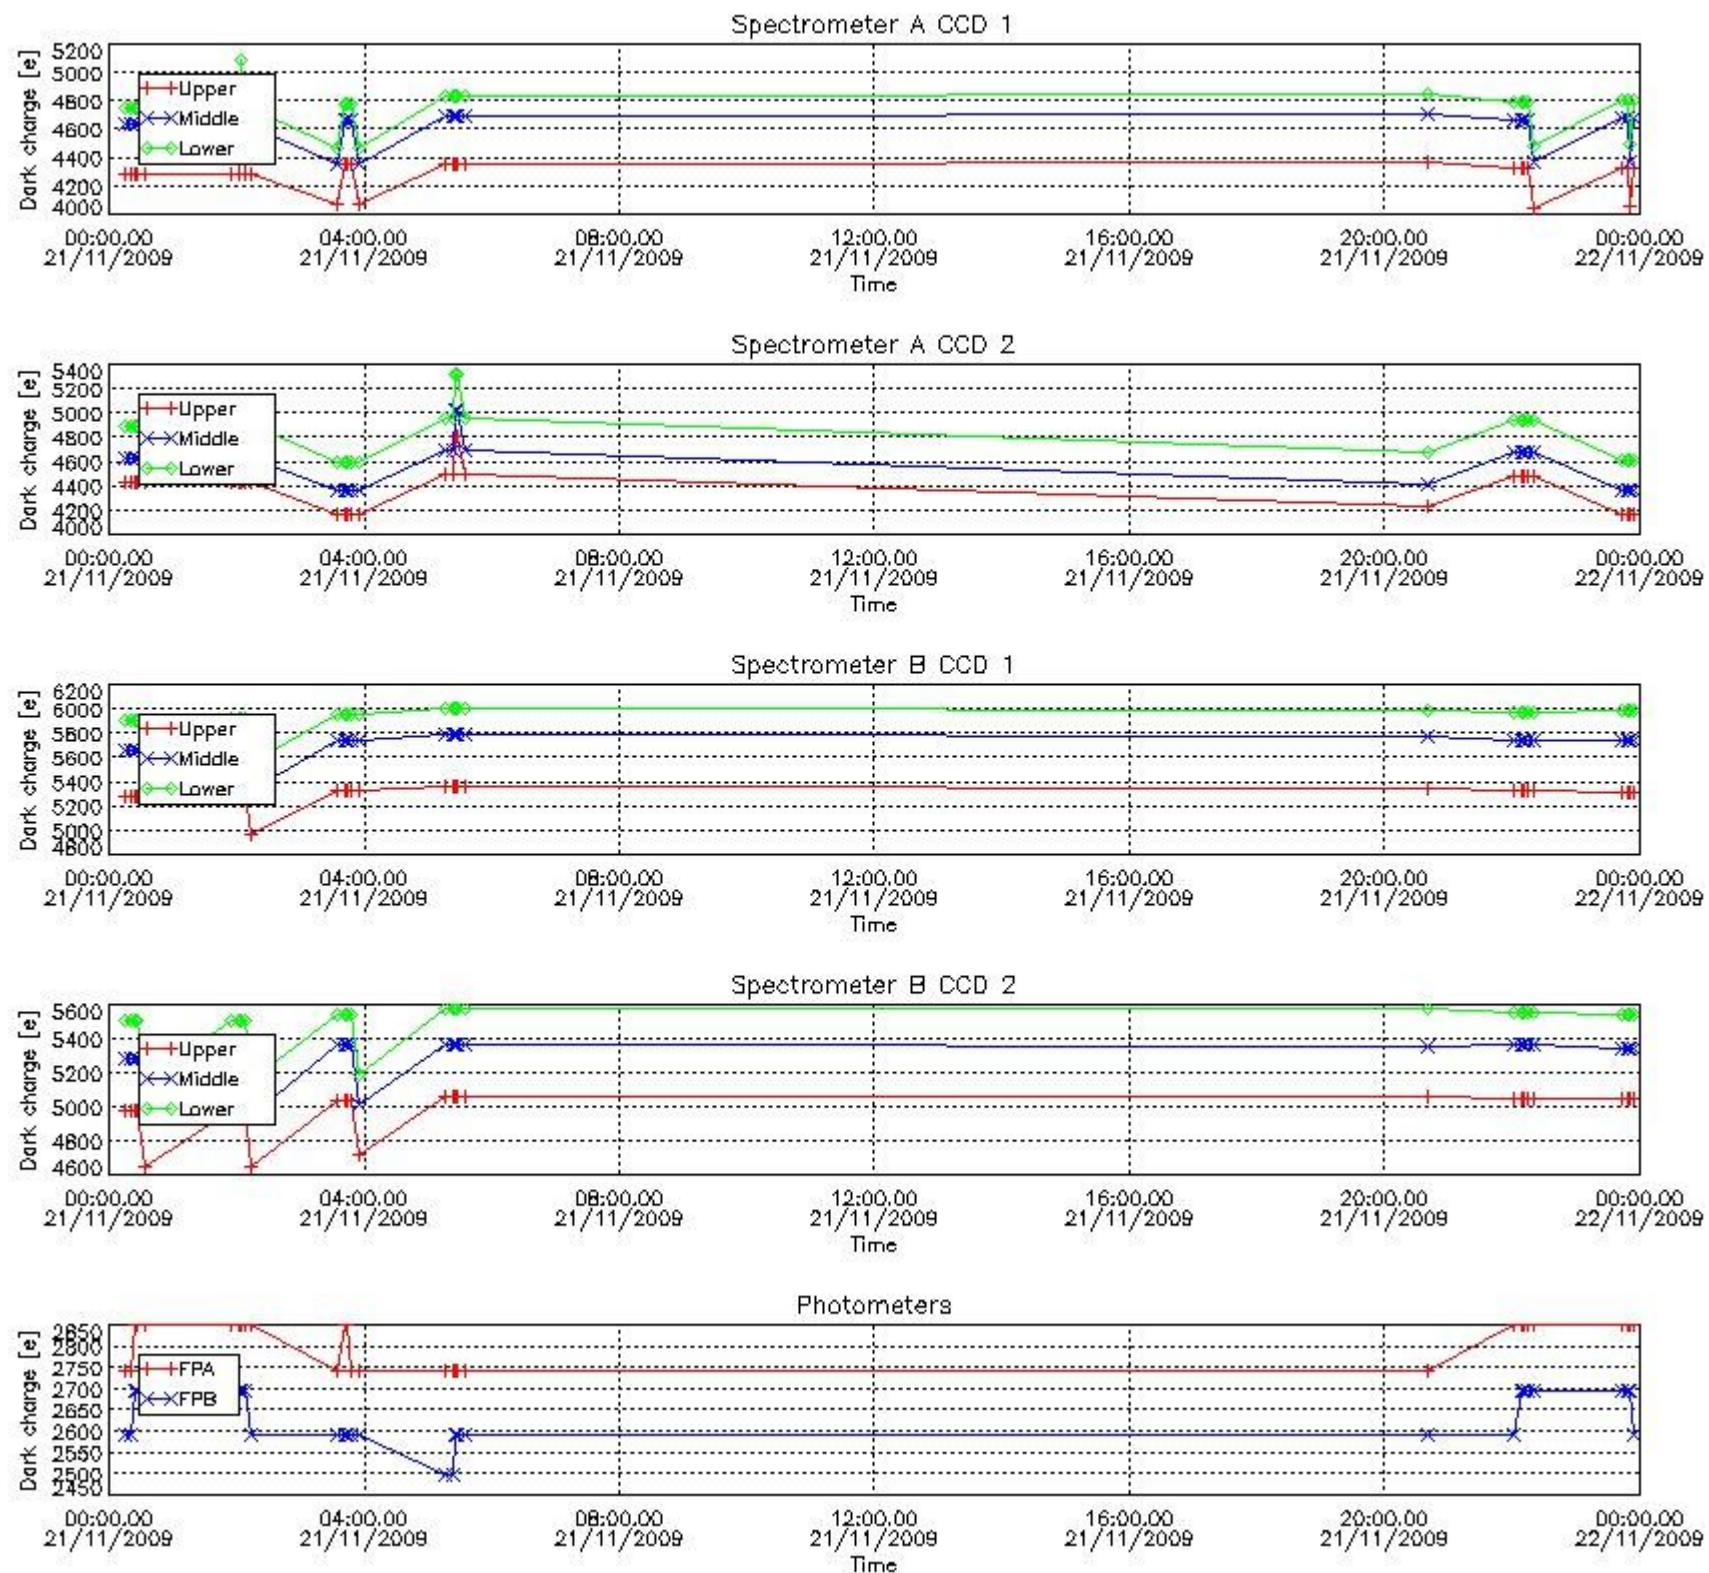 Spectrometer A CCD 1
Dark charge [e]
5200
5000
4800
4600
4400
4200
4000
Upper
Middle
Lower
00:00.00 04:00.00 08:00.00 12:00.00 16:00.00 20:00.00 00:00.00
21/11/2009 21/11/2009 21/11/2009 21/11/2009 21/11/2009 21/11/2009 22/11/2009
Time
Spectrometer A CCD 2
Dark charge [e]
5400
5200
5000
4800
4600
4400
4200
4000
Upper
Middle
Lower
00:00.00 04:00.00 08:00.00 12:00.00 16:00.00 20:00.00 00:00.00
21/11/2009 21/11/2009 21/11/2009 21/11/2009 21/11/2009 21/11/2009 22/11/2009
Time
Spectrometer B CCD 1
Dark charge [e]
6200
6000
5800
5600
5400
5200
5000
4800
Upper
Middle
Lower
00:00.00 04:00.00 08:00.00 12:00.00 16:00.00 20:00.00 00:00.00
21/11/2009 21/11/2009 21/11/2009 21/11/2009 21/11/2009 21/11/2009 22/11/2009
Time
Spectrometer B CCD 2
Dark charge [e]
5600
5400
5200
5000
4800
4600
Upper
Middle
Lower
00:00.00 04:00.00 08:00.00 12:00.00 16:00.00 20:00.00 00:00.00
21/11/2009 21/11/2009 21/11/2009 21/11/2009 21/11/2009 21/11/2009 22/11/2009
Time
Photometers
Dark charge [e]
2850
2800
2750
2700
2650
2600
2550
2500
2450
FPA
FPB
00:00.00 04:00.00 08:00.00 12:00.00 16:00.00 20:00.00 00:00.00
21/11/2009 21/11/2009 21/11/2009 21/11/2009 21/11/2009 21/11/2009 22/11/2009
Time